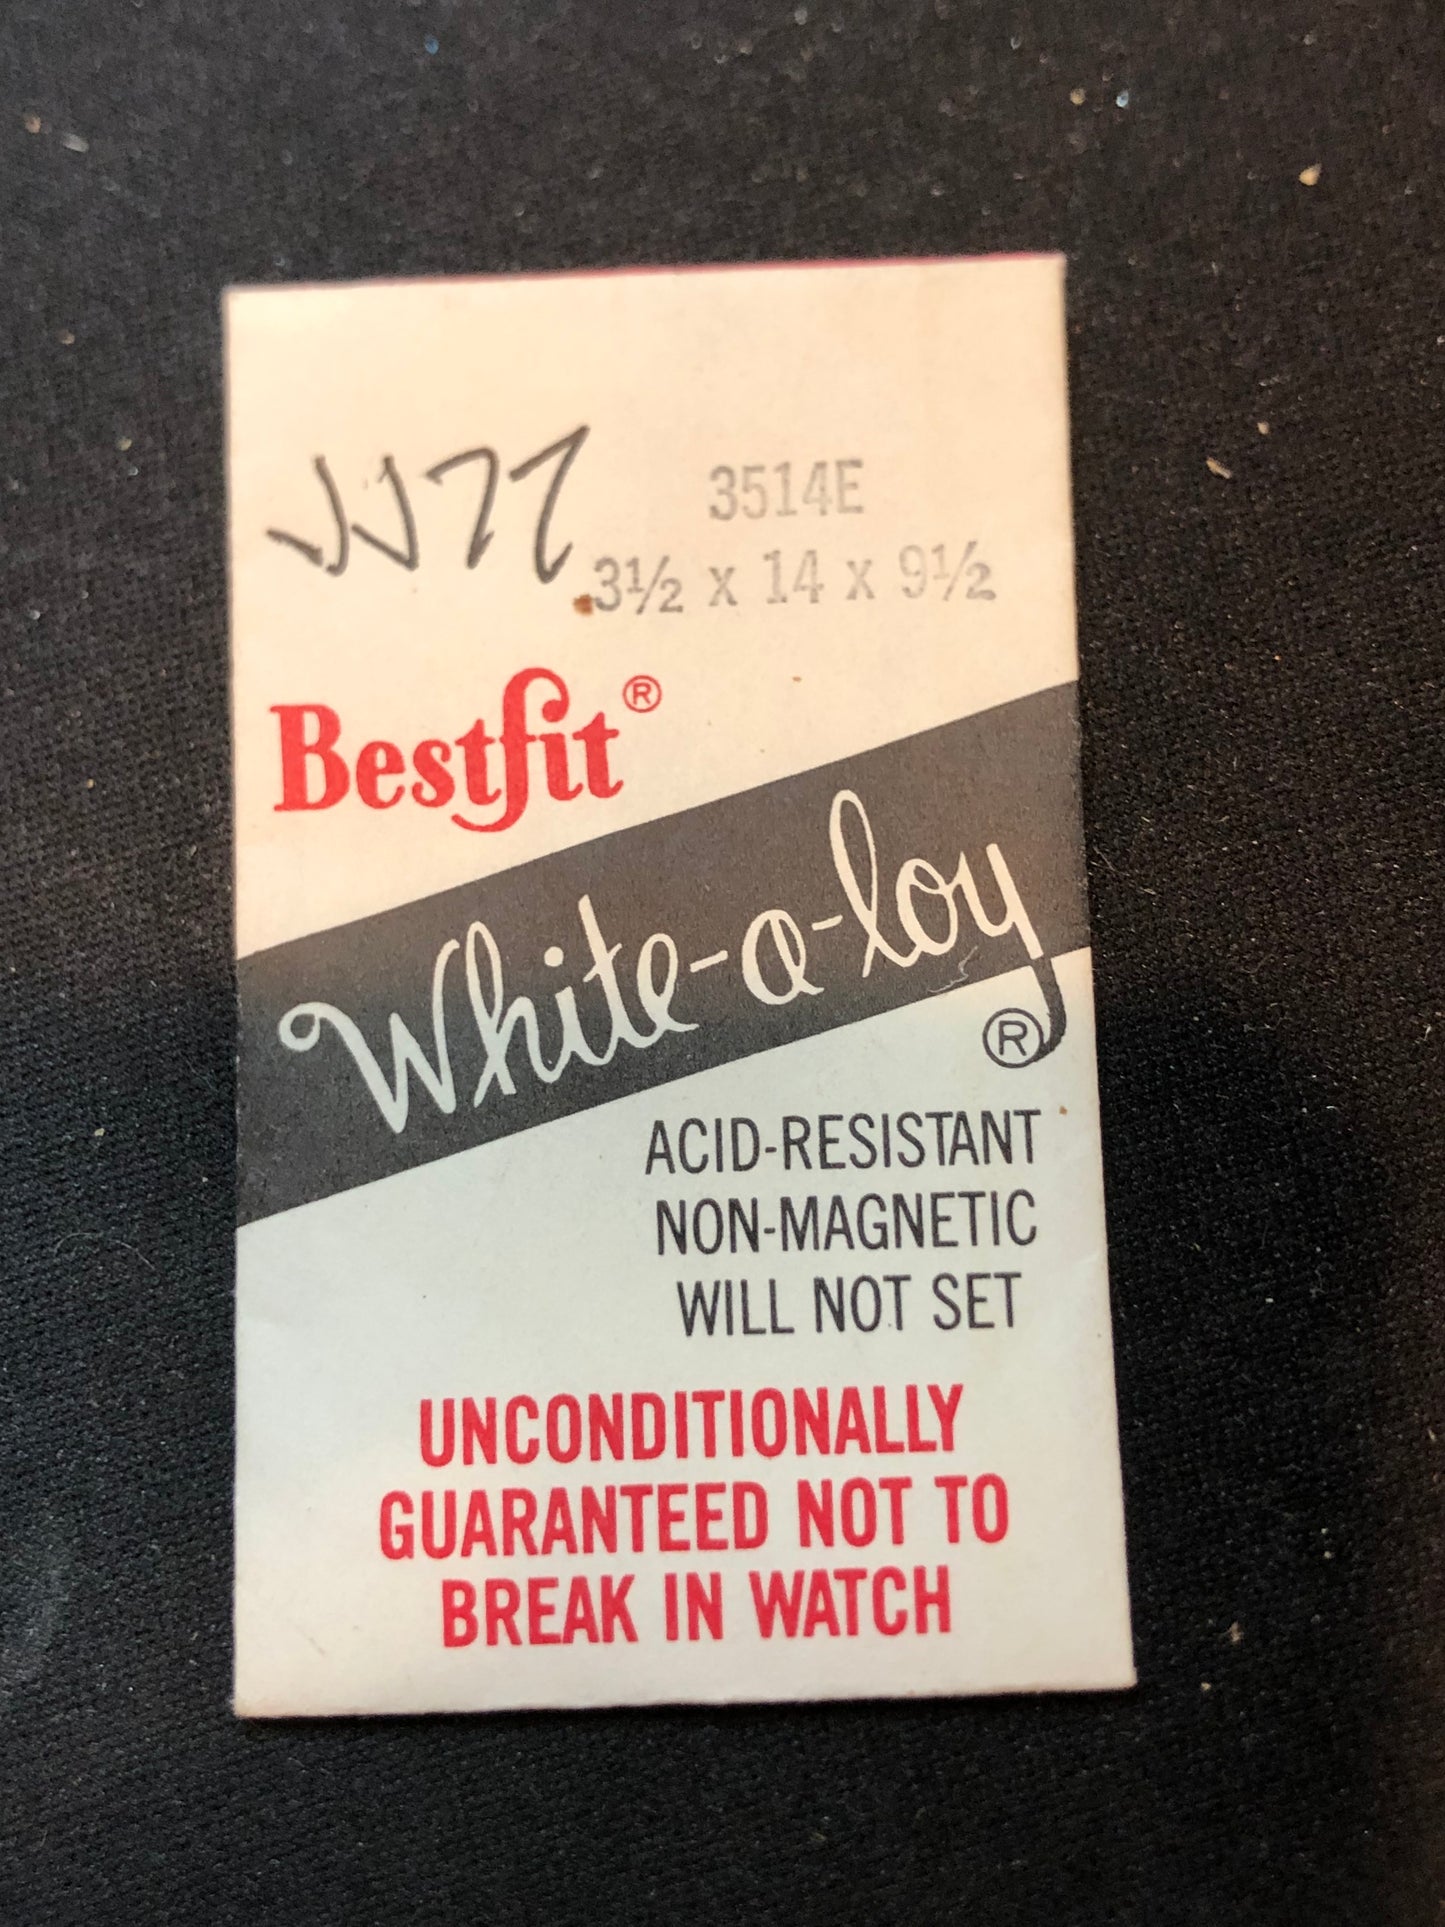 JJ77
3514E
3½ x 14 x 9½
Bestfit®
White-a-loy
®
ACID-RESISTANT
NON-MAGNETIC
WILL NOT SET
UNCONDITIONALLY
GUARANTEED NOT TO
BREAK IN WATCH